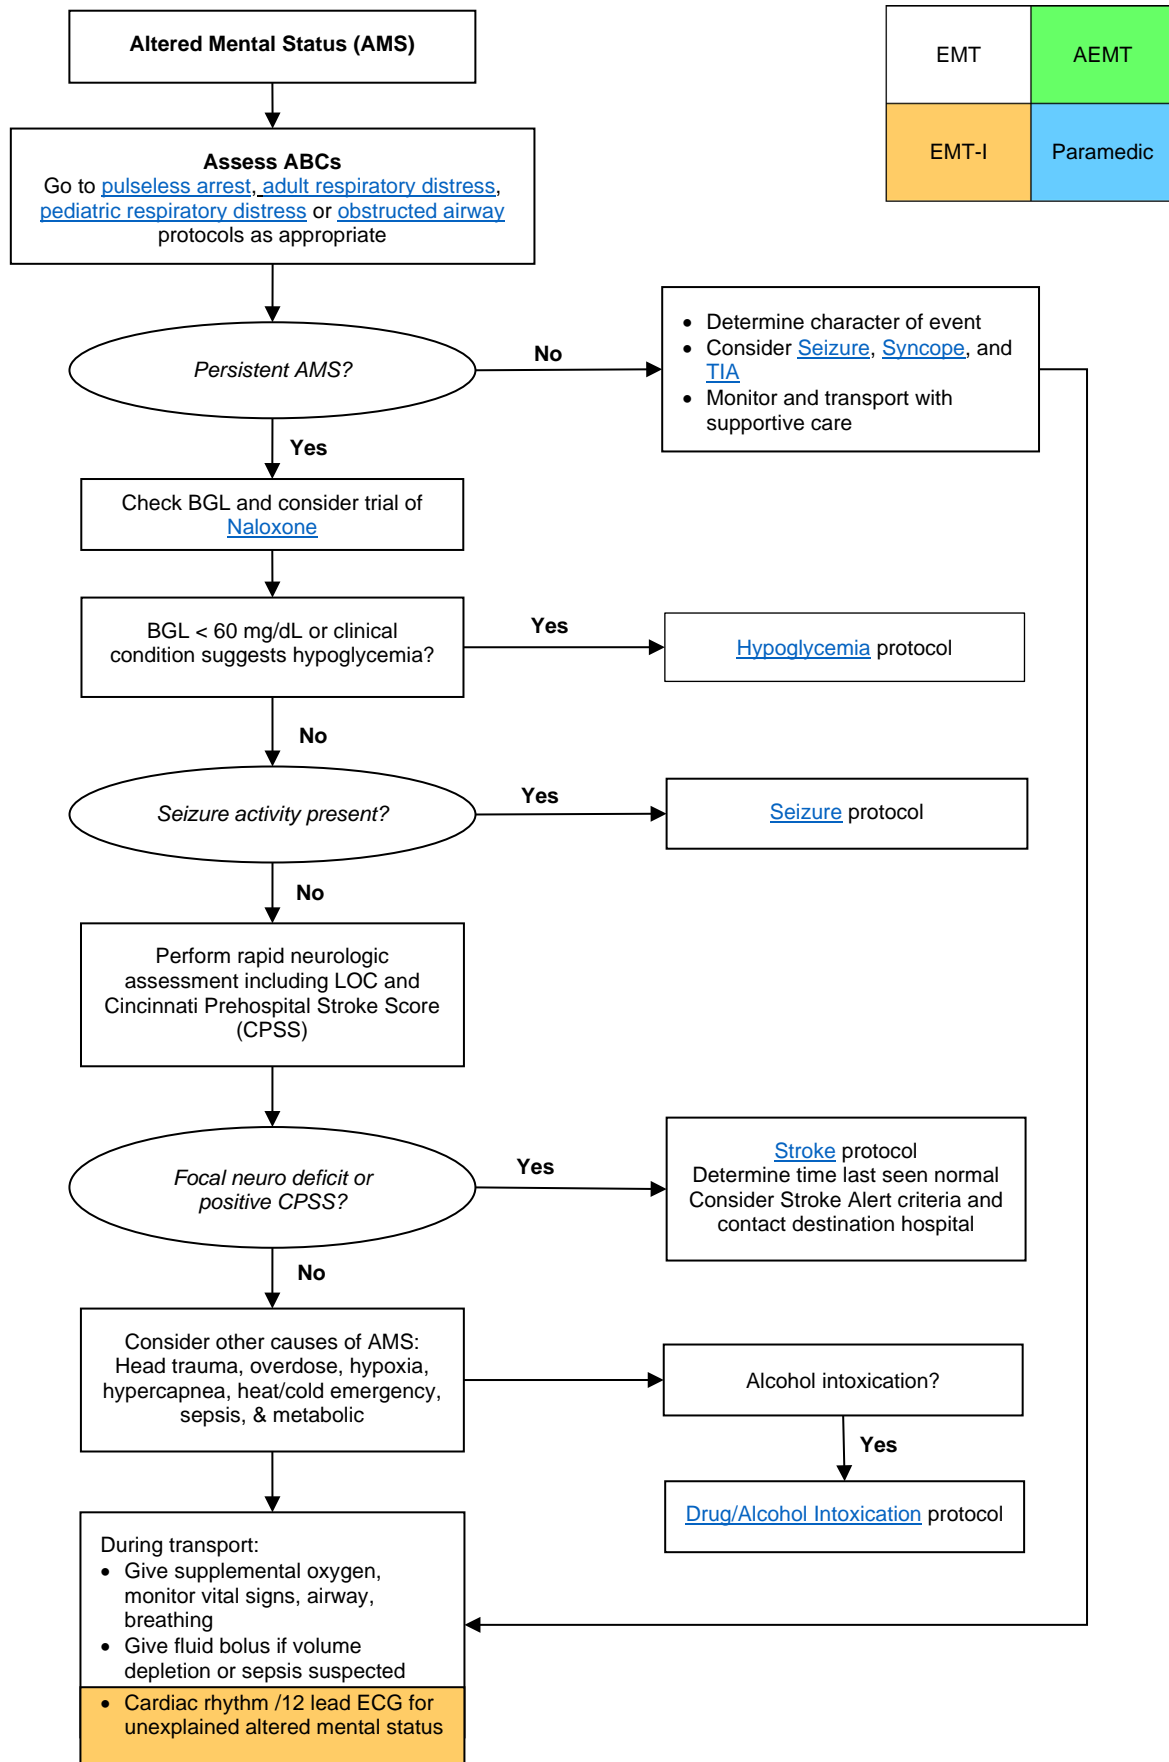 Altered Mental Status (AMS)
EMT
AEMT
EMT-I
Paramedic
Assess ABCs
Go to pulseless arrest, adult respiratory distress,
pediatric respiratory distress or obstructed airway
protocols as appropriate
Persistent AMS?
No
• Determine character of event
• Consider Seizure, Syncope, and
TIA
• Monitor and transport with
supportive care
Yes
Check BGL and consider trial of
Naloxone
BGL < 60 mg/dL or clinical
condition suggests hypoglycemia?
Yes
Hypoglycemia protocol
No
Seizure activity present?
Yes
Seizure protocol
No
Perform rapid neurologic
assessment including LOC and
Cincinnati Prehospital Stroke Score
(CPSS)
Focal neuro deficit or
positive CPSS?
Yes
Stroke protocol
Determine time last seen normal
Consider Stroke Alert criteria and
contact destination hospital
No
Consider other causes of AMS:
Head trauma, overdose, hypoxia,
hypercapnea, heat/cold emergency,
sepsis, & metabolic
Alcohol intoxication?
Yes
Drug/Alcohol Intoxication protocol
During transport:
• Give supplemental oxygen,
monitor vital signs, airway,
breathing
• Give fluid bolus if volume
depletion or sepsis suspected
• Cardiac rhythm /12 lead ECG for
unexplained altered mental status